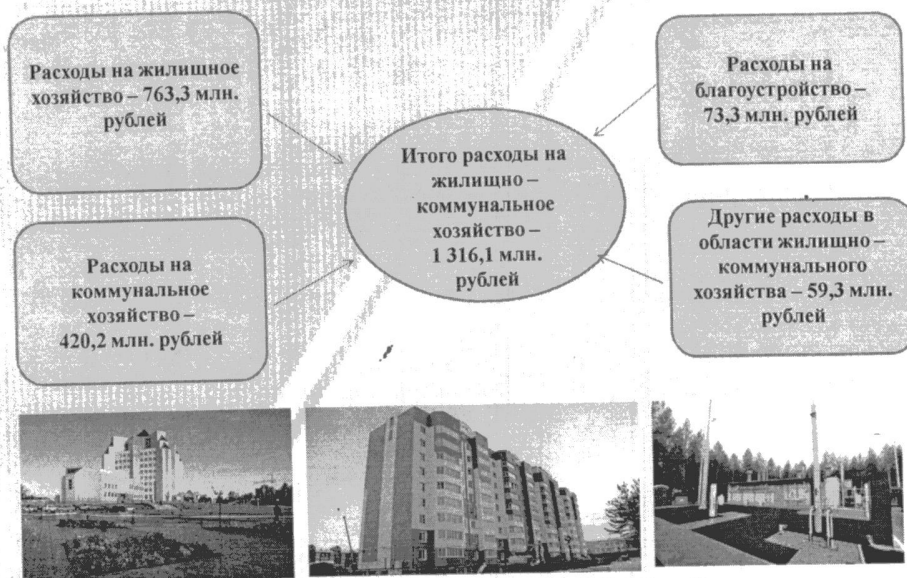 Расходы на жилищное
хозяйство – 763,3 млн.
рублей
Расходы на
коммунальное
хозяйство –
420,2 млн. рублей
Итого расходы на
жилищно –
коммунальное
хозяйство –
1 316,1 млн.
рублей
Расходы на
благоустройство –
73,3 млн. рублей
Другие расходы в
области жилищно –
коммунального
хозяйства – 59,3 млн.
рублей